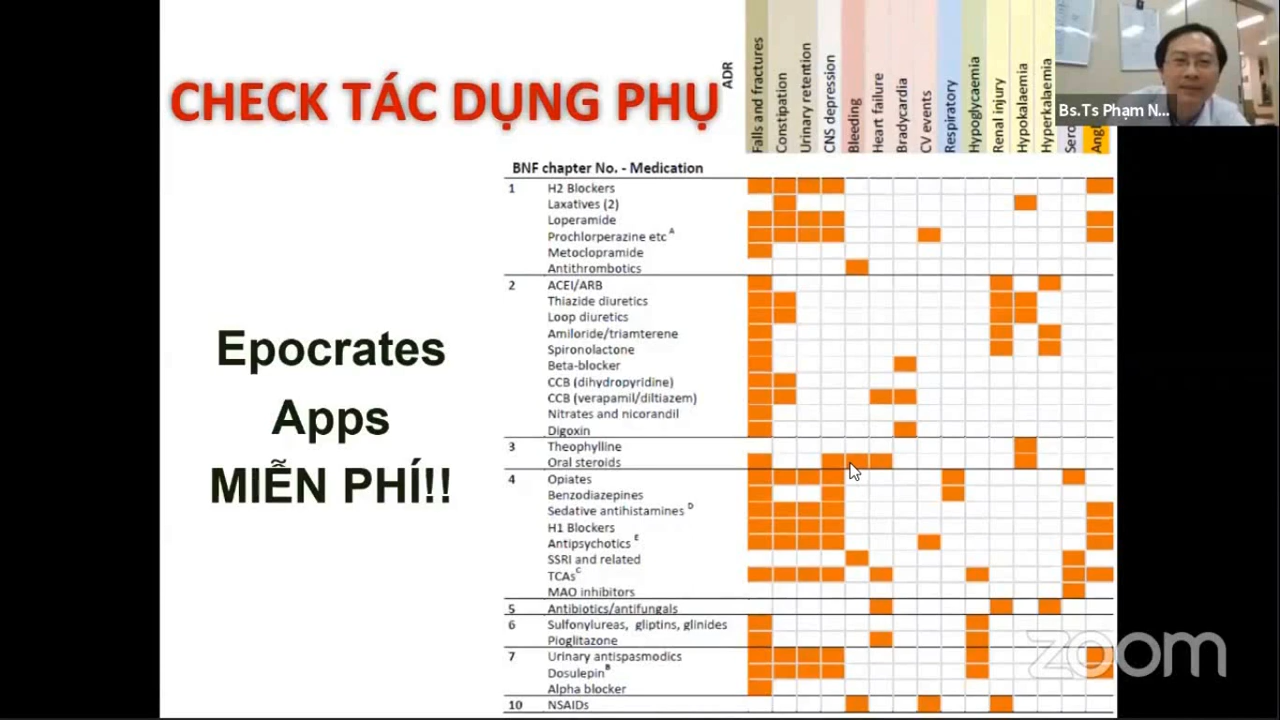 CHECK TÁC DỤNG PHỤ
Epocrates
Apps
MIỄN PHÍ!!
ADR
Falls and fractures
Constipation
Urinary retention
CNS depression
Bleeding
Heart failure
Bradycardia
CV events
Respiratory
Hypoglycaemia
Renal injury
Hypokalaemia
Hyperkalaemia
Bs.Ts Phạm N...
BNF chapter No. - Medication
1 H2 Blockers
Laxatives (2)
Loperamide
Prochlorperazine etc A
Metoclopramide
Antithrombotics
2 ACEI/ARB
Thiazide diuretics
Loop diuretics
Amiloride/triamterene
Spironolactone
Beta-blocker
CCB (dihydropyridine)
CCB (verapamil/diltiazem)
Nitrates and nicorandil
Digoxin
3 Theophylline
Oral steroids
4 Opiates
Benzodiazepines
Sedative antihistamines D
H1 Blockers
Antipsychotics E
SSRI and related
TCAs C
MAO inhibitors
5 Antibiotics/antifungals
6 Sulfonylureas, gliptins, glinides
Pioglitazone
7 Urinary antispasmodics
Dosulepin B
Alpha blocker
10 NSAIDs
zoom